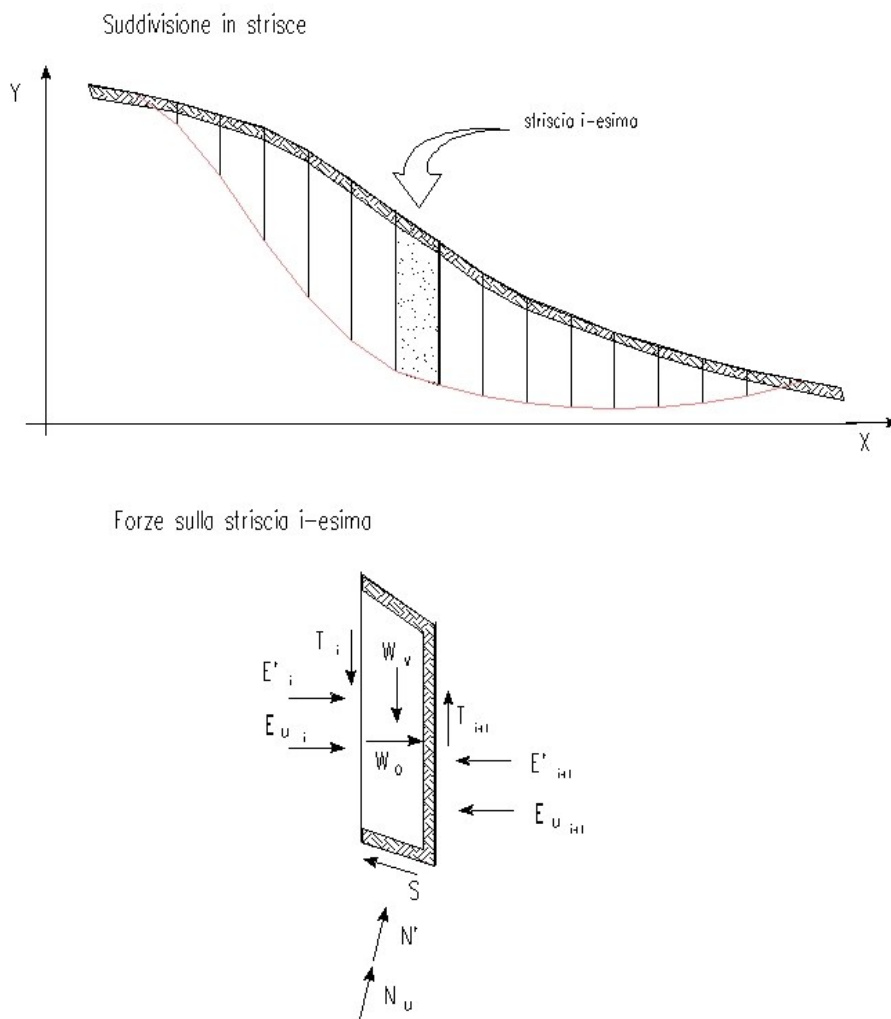 Suddivisione in strisce
Y
striscia i-esima
X
Forze sulla striscia i-esima
T i
W v
E' i
T i+1
E u i
W o
E' i+1
E u i+1
S
N'
N u